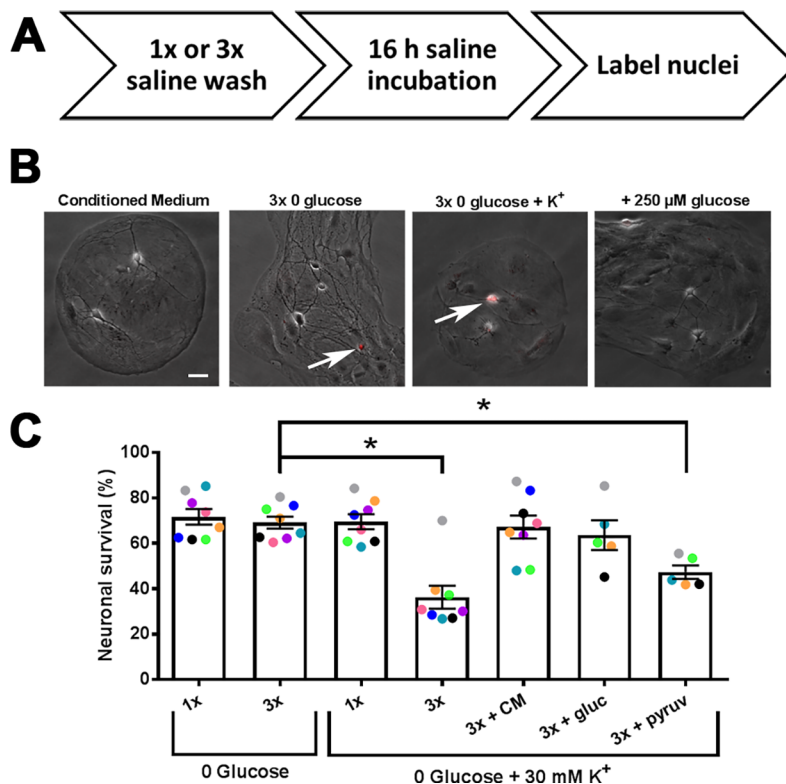 A
1x or 3x
saline wash
16 h saline
incubation
Label nuclei
B
Conditioned Medium
3x 0 glucose
3x 0 glucose + K⁺
+ 250 µM glucose
C
*
*
Neuronal survival (%)
100
80
60
40
20
0
1x
3x
1x
3x
3x + CM
3x + gluc
3x + pyruv
0 Glucose
0 Glucose + 30 mM K⁺